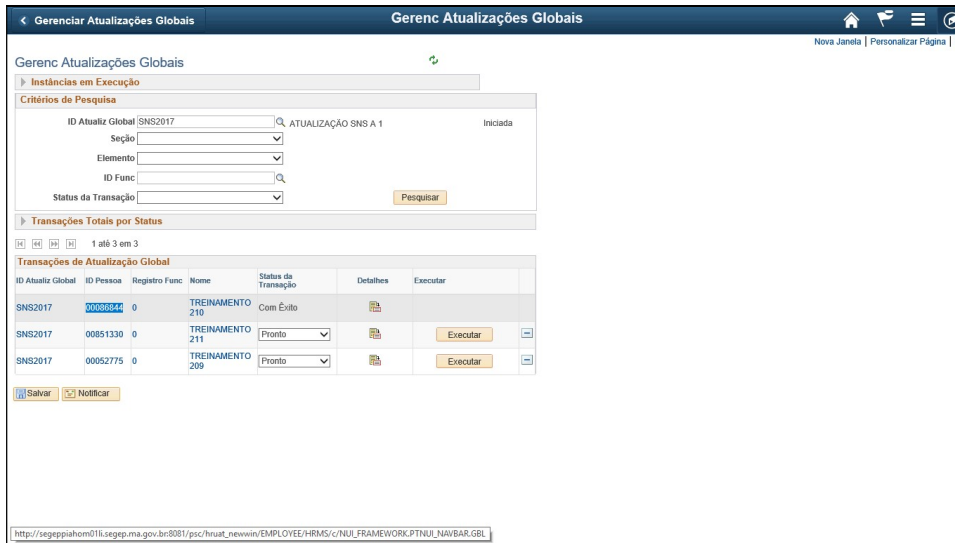 Gerenciar Atualizações Globais
Gerenc Atualizações Globais
Nova Janela | Personalizar Página |
Gerenc Atualizações Globais
Instâncias em Execução
Critérios de Pesquisa
ID Atualiz Global SNS2017 ATUALIZAÇÃO SNS A 1 Iniciada
Seção
Elemento
ID Func
Status da Transação Pesquisar
Transações Totais por Status
1 até 3 em 3
Transações de Atualização Global
ID Atualiz Global ID Pessoa Registro Func Nome Status da Transação Detalhes Executar
SNS2017 00086844 0 TREINAMENTO 210 Com Êxito
SNS2017 00851330 0 TREINAMENTO 211 Pronto Executar
SNS2017 00052775 0 TREINAMENTO 209 Pronto Executar
Salvar Notificar
http://segeppiahom01li.segep.ma.gov.br:8081/psc/hruat_newwin/EMPLOYEE/HRMS/c/NUI_FRAMEWORK.PTNUI_NAVBAR.GBL